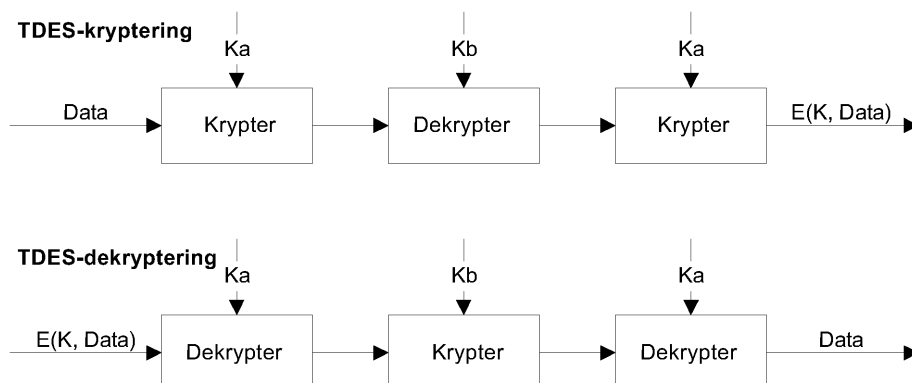 TDES-kryptering
Ka
Kb
Ka
Data
Krypter
Dekrypter
Krypter
E(K, Data)
TDES-dekryptering
Ka
Kb
Ka
E(K, Data)
Dekrypter
Krypter
Dekrypter
Data